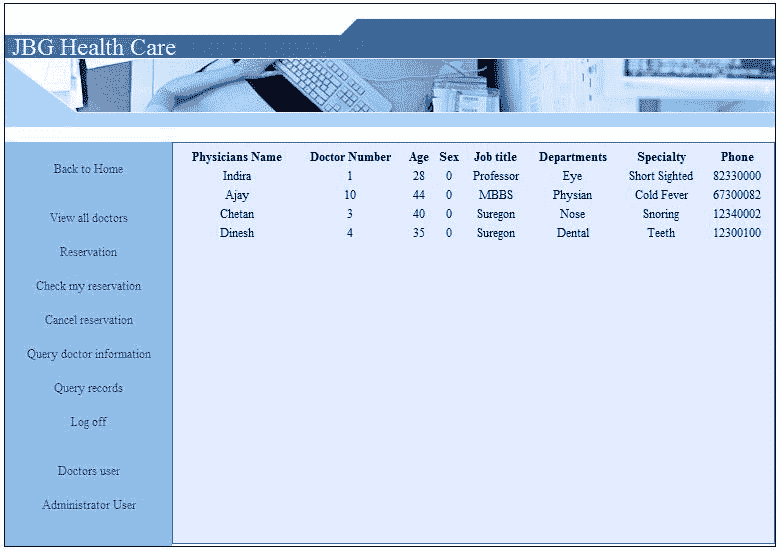 JBG Health Care
Back to Home
View all doctors
Reservation
Check my reservation
Cancel reservation
Query doctor information
Query records
Log off
Doctors user
Administrator User
Physicians Name Doctor Number Age Sex Job title Departments Specialty Phone
Indira 1 28 0 Professor Eye Short Sighted 82330000
Ajay 10 44 0 MBBS Physian Cold Fever 67300082
Chetan 3 40 0 Suregon Nose Snoring 12340002
Dinesh 4 35 0 Suregon Dental Teeth 12300100